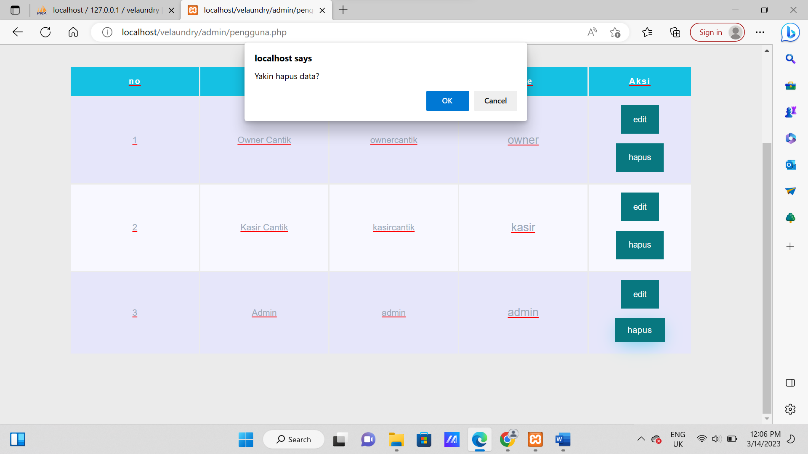 localhost / 127.0.0.1 / velaundry
localhost/velaundry/admin/peng
localhost/velaundry/admin/pengguna.php
Sign in
localhost says
Yakin hapus data?
OK
Cancel
no
e
Aksi
1
Owner Cantik
ownercantik
owner
edit
hapus
2
Kasir Cantik
kasircantik
kasir
edit
hapus
3
Admin
admin
admin
edit
hapus
Search
ENG
UK
12:06 PM
3/14/2023